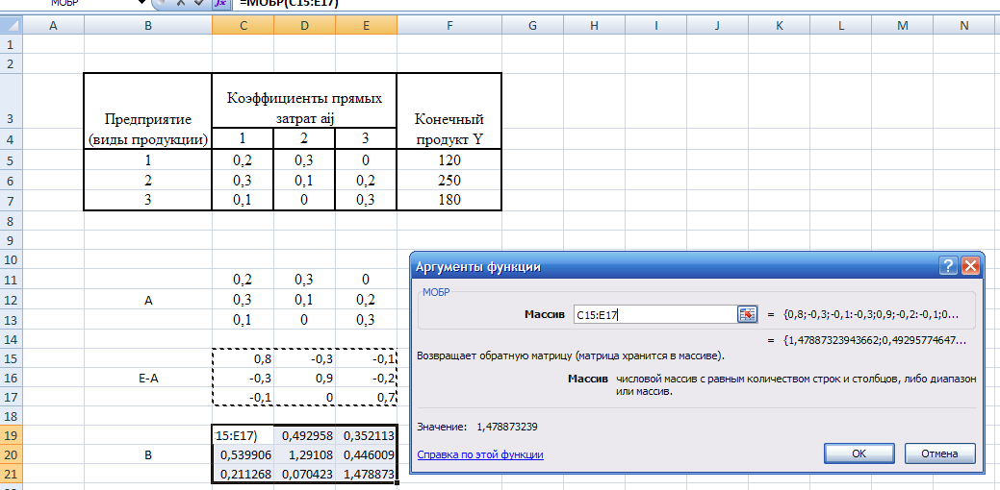 МОБР =МОБР(C15:E17)
A B C D E F G H I J K L M N
1
2
3 Предприятие (виды продукции) Коэффициенты прямых затрат aij Конечный продукт Y
4 1 2 3
5 1 0,2 0,3 0 120
6 2 0,3 0,1 0,2 250
7 3 0,1 0 0,3 180
8
9
10
11 0,2 0,3 0
12 A 0,3 0,1 0,2
13 0,1 0 0,3
14
15 0,8 -0,3 -0,1
16 E-A -0,3 0,9 -0,2
17 -0,1 0 0,7
18
19 :15:E17) 0,492958 0,352113
20 B 0,539906 1,29108 0,446009
21 0,211268 0,070423 1,478873
Аргументы функции
МОБР
Массив C15:E17 = {0,8;-0,3;-0,1:-0,3;0,9;-0,2:-0,1;0...
= {1,47887323943662;0,49295774647...
Возвращает обратную матрицу (матрица хранится в массиве).
Массив числовой массив с равным количеством строк и столбцов, либо диапазон
или массив.
Значение: 1,478873239
Справка по этой функции
ОК Отмена